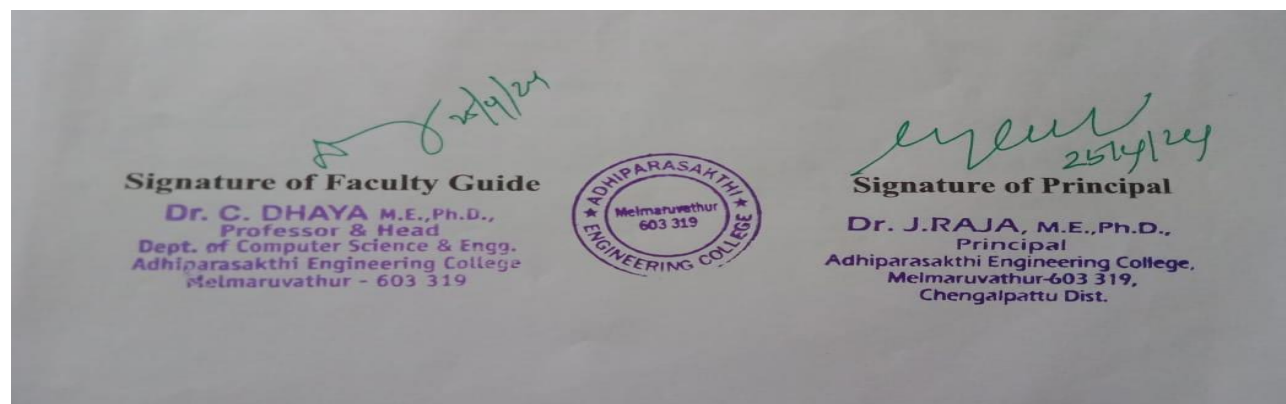 25/4/24
Signature of Faculty Guide
Dr. C. DHAYA M.E.,Ph.D.,
Professor & Head
Dept. of Computer Science & Engg.
Adhiparasakthi Engineering College
Melmaruvathur - 603 319
★ ADHIPARASAKTHI ★
ENGINEERING COLLEGE
Melmaruvathur
603 319
25/4/24
Signature of Principal
Dr. J.RAJA, M.E.,Ph.D.,
Principal
Adhiparasakthi Engineering College,
Melmaruvathur-603 319,
Chengalpattu Dist.